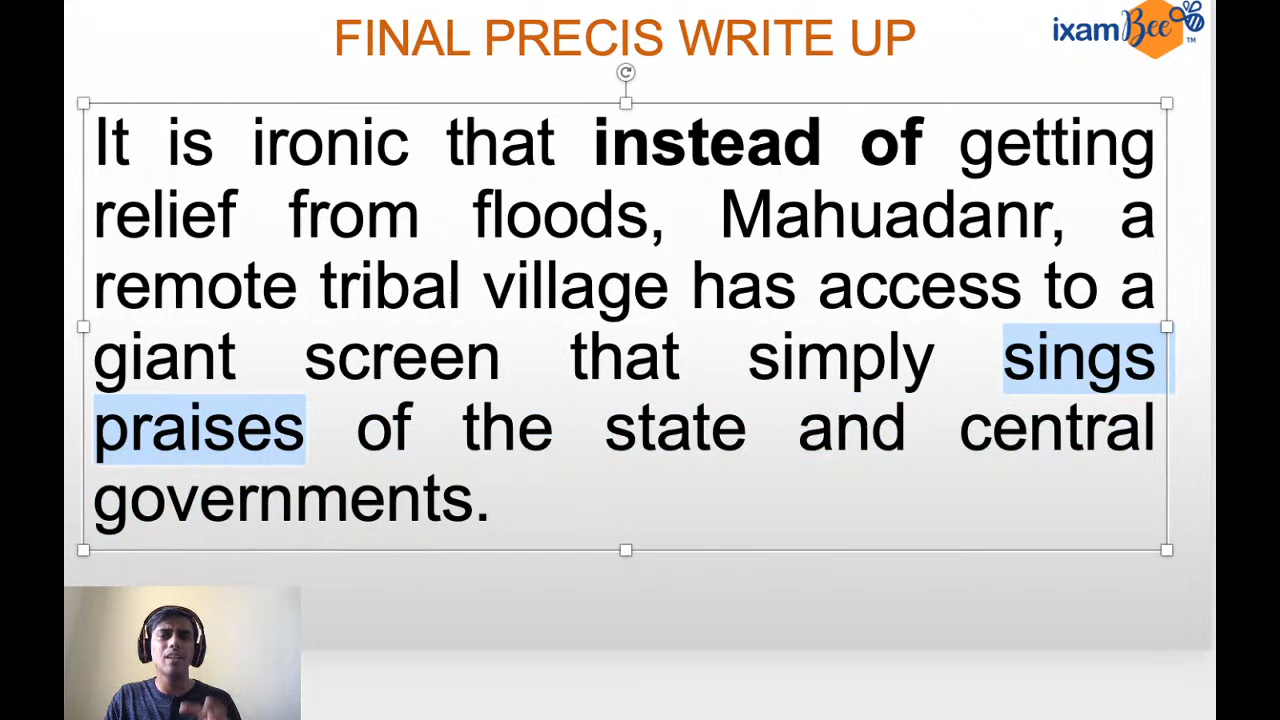 FINAL PRECIS WRITE UP
ixamBee™
It is ironic that instead of getting
relief from floods, Mahuadanr, a
remote tribal village has access to a
giant screen that simply sings
praises of the state and central
governments.